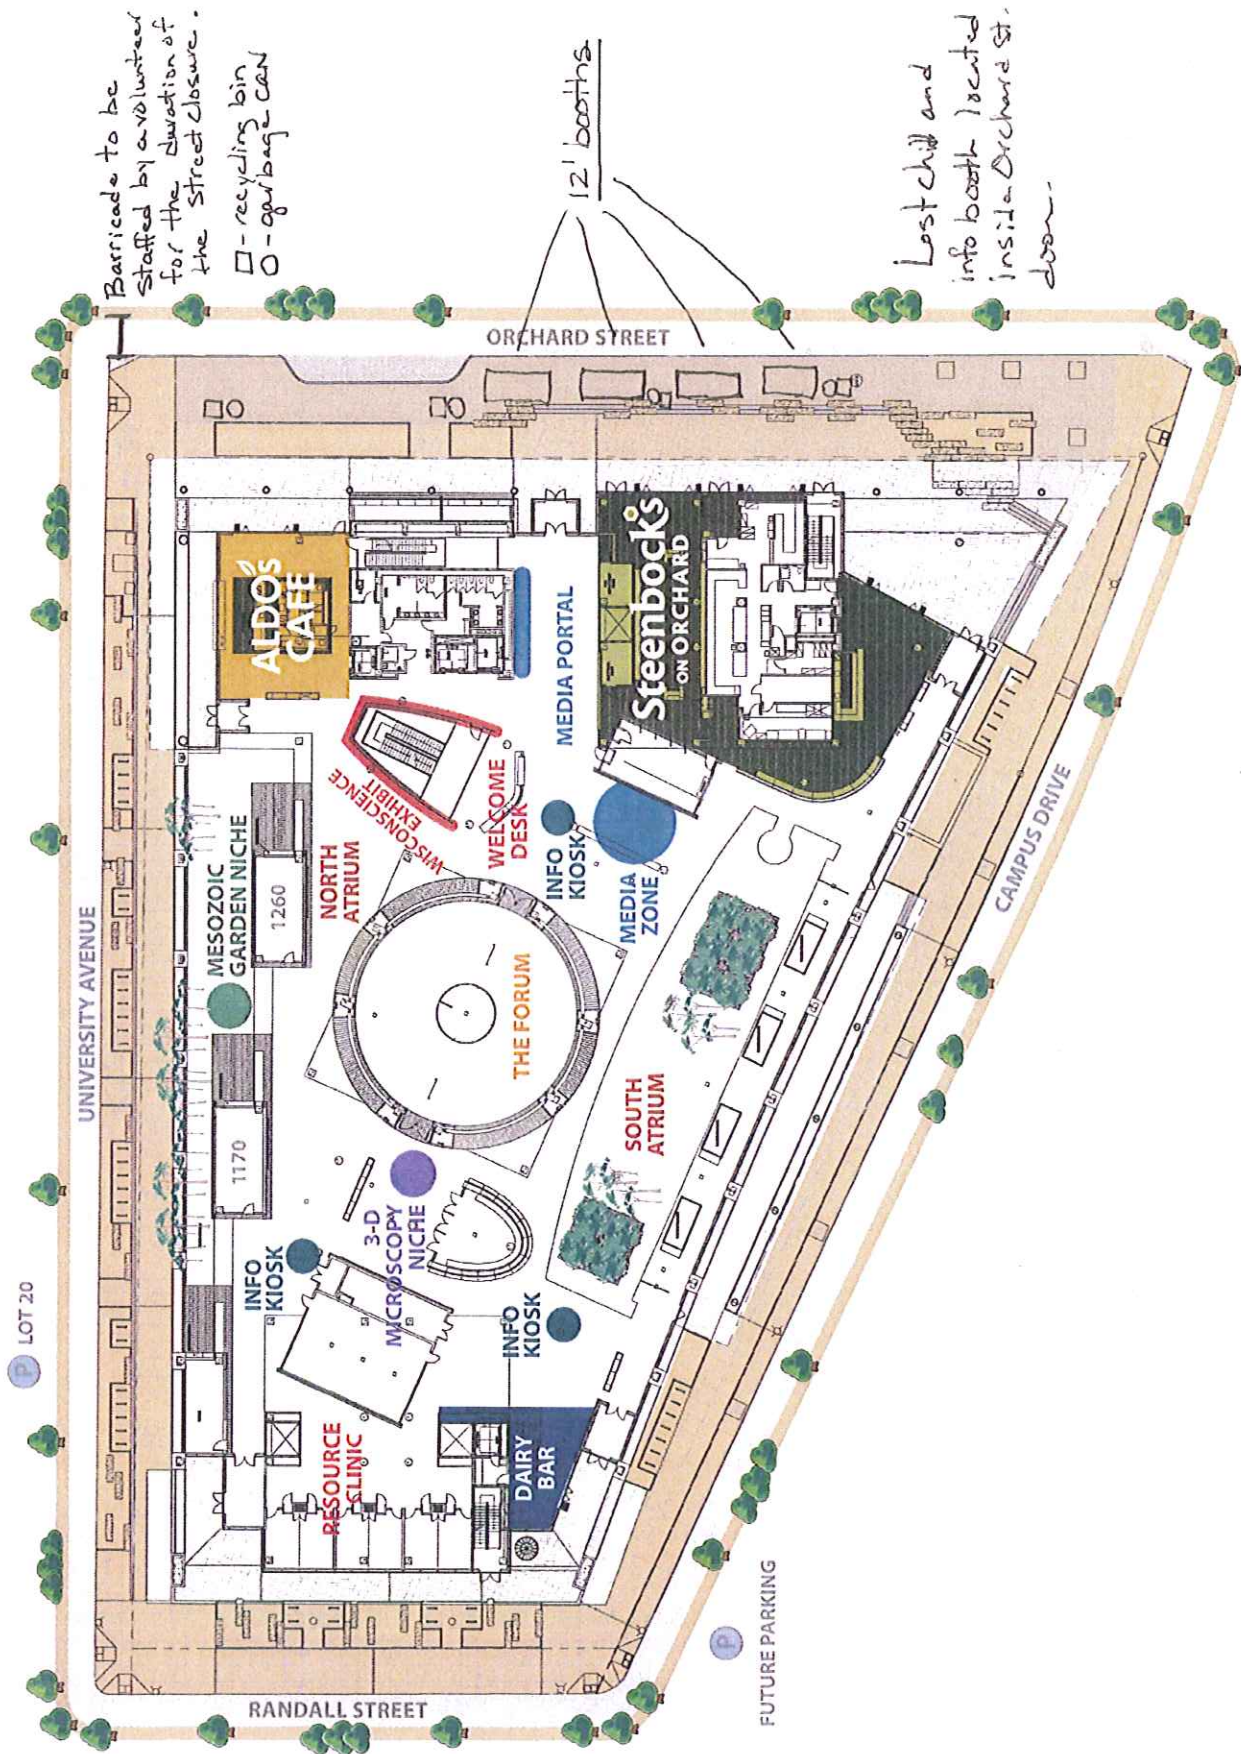 Barricade to be
staffed by a volunteer
for the duration of
the street closure.
□ - recycling bin
○ - garbage can
12' booths
Lost child and
info booth located
inside Orchard St.
door.
P LOT 20
UNIVERSITY AVENUE
ORCHARD STREET
ALDO's
CAFÉ
MESOZOIC
GARDEN NICHE
1260
NORTH
ATRIUM
WISCONSCIENCE
EXHIBIT
WELCOME
DESK
MEDIA PORTAL
Steenbock's
ON ORCHARD
INFO
KIOSK
MEDIA
ZONE
THE FORUM
1170
3-D
MICROSCOPY
NICHE
SOUTH
ATRIUM
CAMPUS DRIVE
INFO
KIOSK
INFO
KIOSK
RESOURCE
CLINIC
DAIRY
BAR
RANDALL STREET
P
FUTURE PARKING